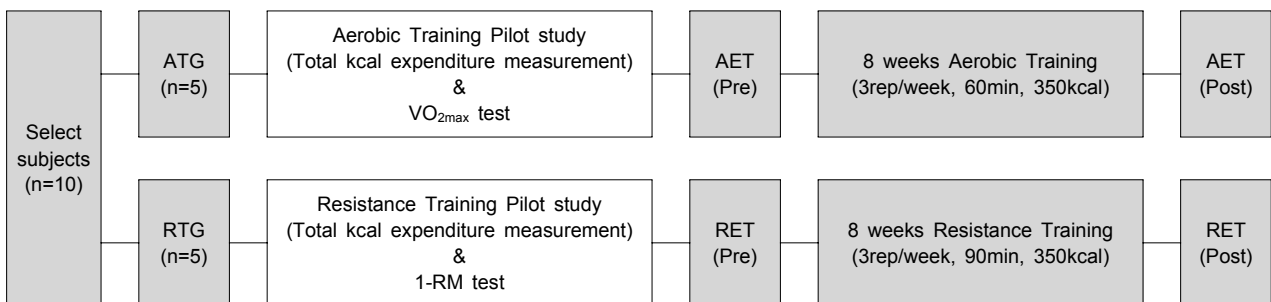 Select
subjects
(n=10)
ATG
(n=5)
Aerobic Training Pilot study
(Total kcal expenditure measurement)
&
VO2max test
AET
(Pre)
8 weeks Aerobic Training
(3rep/week, 60min, 350kcal)
AET
(Post)
RTG
(n=5)
Resistance Training Pilot study
(Total kcal expenditure measurement)
&
1-RM test
RET
(Pre)
8 weeks Resistance Training
(3rep/week, 90min, 350kcal)
RET
(Post)